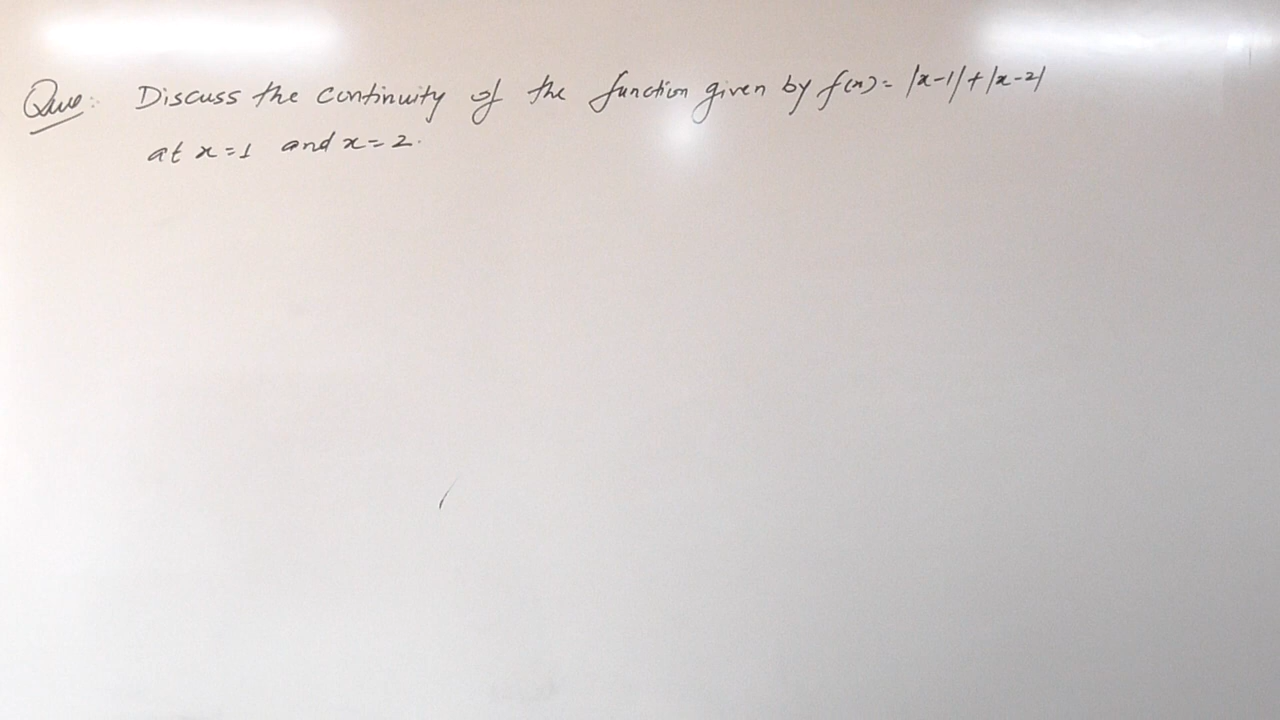 Que: Discuss the continuity of the function given by f(x) = |x-1| + |x-2|
at x=1 and x=2.